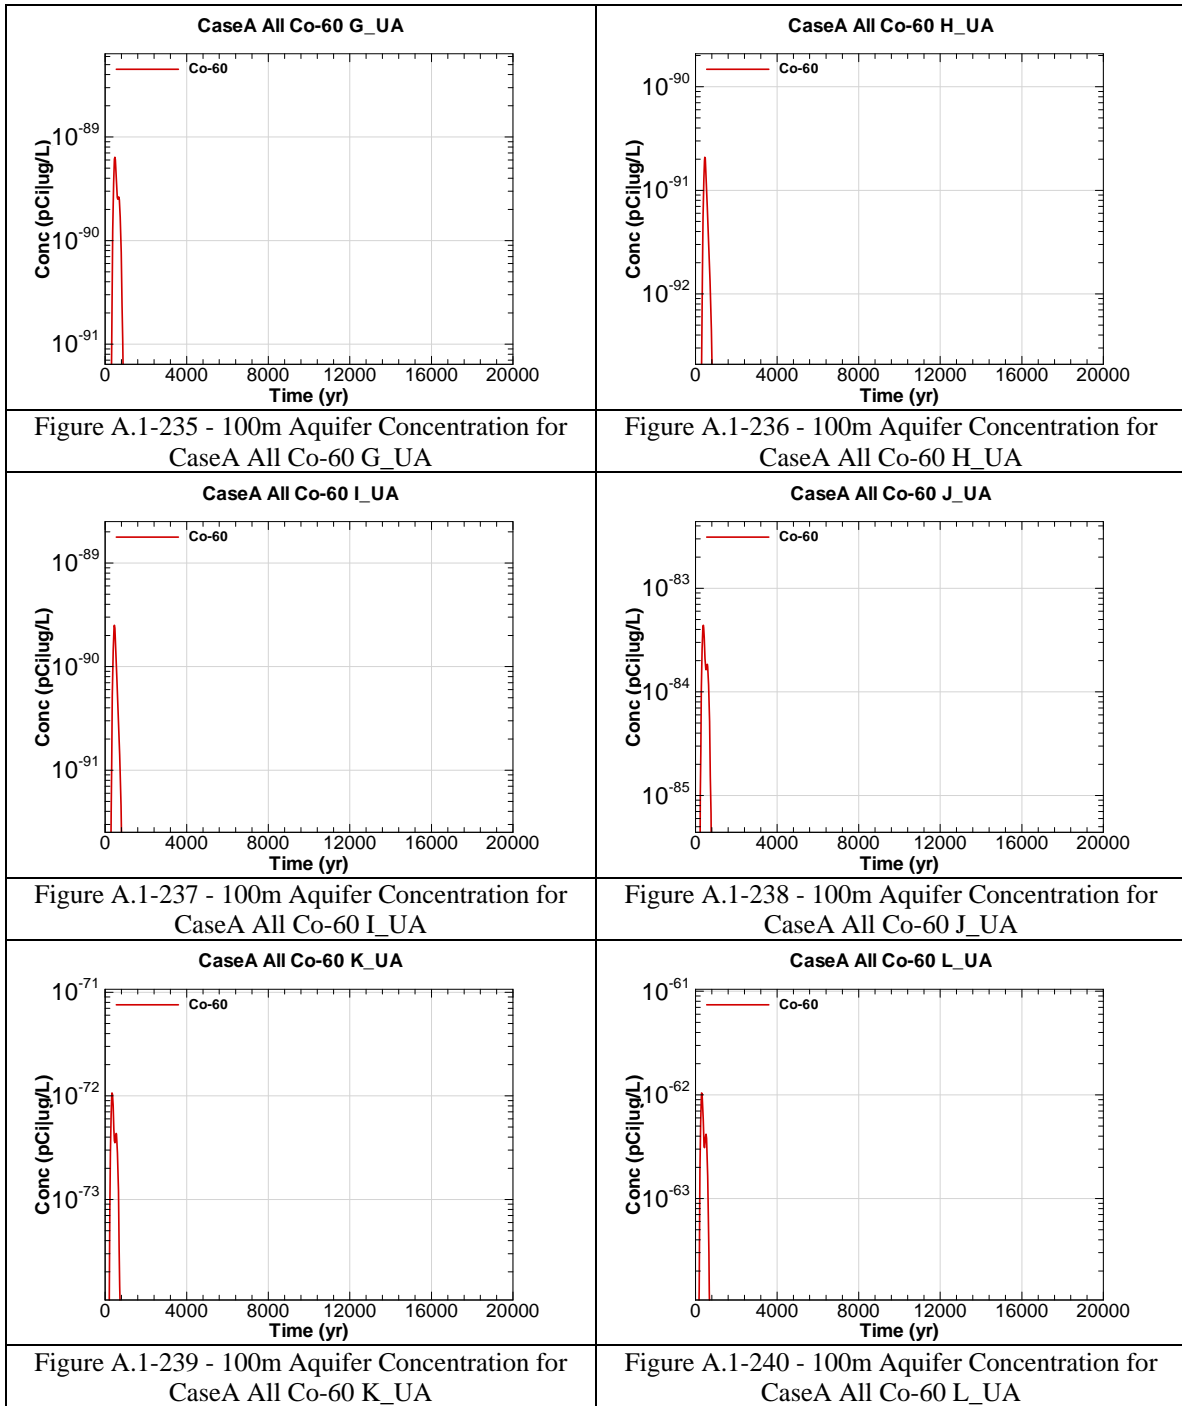 CaseA All Co-60 G_UA
Co-60
10-89
10-90
10-91
Conc (pCi|ug/L)
0 4000 8000 12000 16000 20000
Time (yr)
Figure A.1-235 - 100m Aquifer Concentration for
CaseA All Co-60 G_UA
CaseA All Co-60 H_UA
Co-60
10-90
10-91
10-92
Conc (pCi|ug/L)
0 4000 8000 12000 16000 20000
Time (yr)
Figure A.1-236 - 100m Aquifer Concentration for
CaseA All Co-60 H_UA
CaseA All Co-60 I_UA
Co-60
10-89
10-90
10-91
Conc (pCi|ug/L)
0 4000 8000 12000 16000 20000
Time (yr)
Figure A.1-237 - 100m Aquifer Concentration for
CaseA All Co-60 I_UA
CaseA All Co-60 J_UA
Co-60
10-83
10-84
10-85
Conc (pCi|ug/L)
0 4000 8000 12000 16000 20000
Time (yr)
Figure A.1-238 - 100m Aquifer Concentration for
CaseA All Co-60 J_UA
CaseA All Co-60 K_UA
Co-60
10-71
10-72
10-73
Conc (pCi|ug/L)
0 4000 8000 12000 16000 20000
Time (yr)
Figure A.1-239 - 100m Aquifer Concentration for
CaseA All Co-60 K_UA
CaseA All Co-60 L_UA
Co-60
10-61
10-62
10-63
Conc (pCi|ug/L)
0 4000 8000 12000 16000 20000
Time (yr)
Figure A.1-240 - 100m Aquifer Concentration for
CaseA All Co-60 L_UA